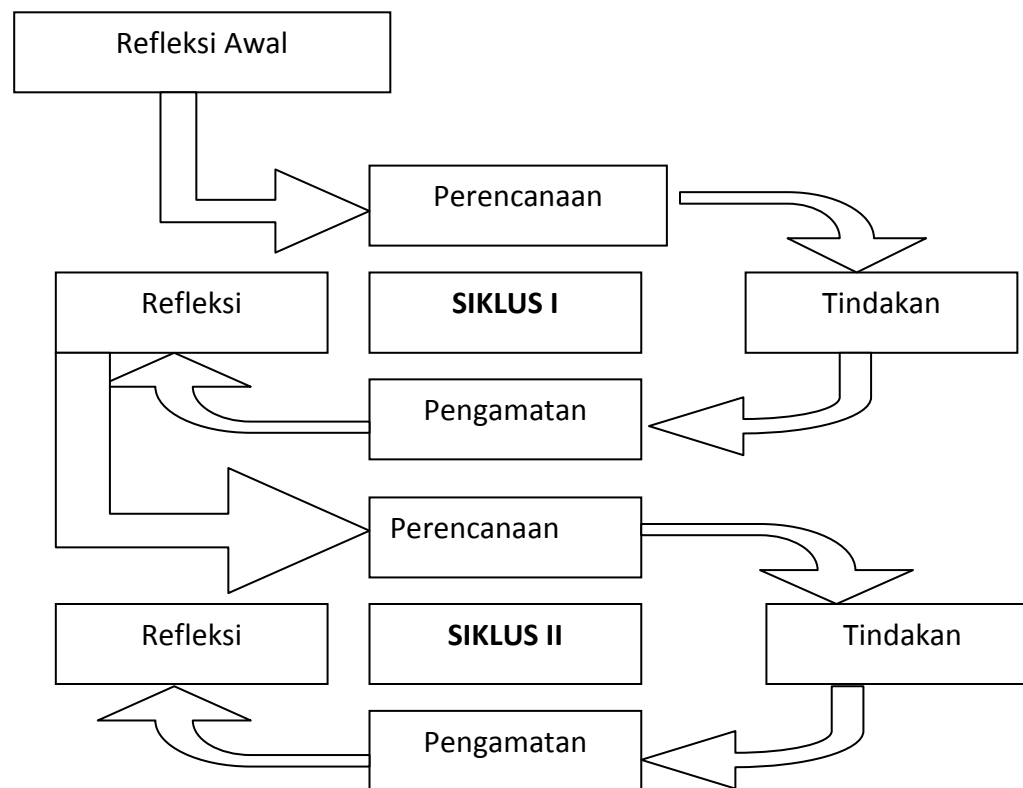 Refleksi Awal
Perencanaan
Refleksi
SIKLUS I
Tindakan
Pengamatan
Perencanaan
Refleksi
SIKLUS II
Tindakan
Pengamatan